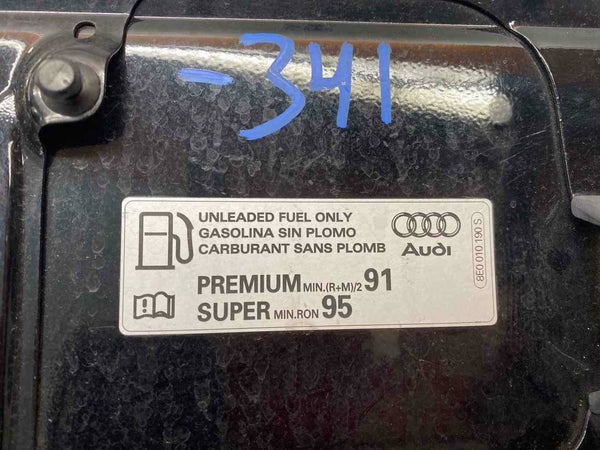 -341
UNLEADED FUEL ONLY
GASOLINA SIN PLOMO
CARBURANT SANS PLOMB
Audi
8E0 010 190 S
PREMIUM MIN.(R+M)/2 91
SUPER MIN.RON 95